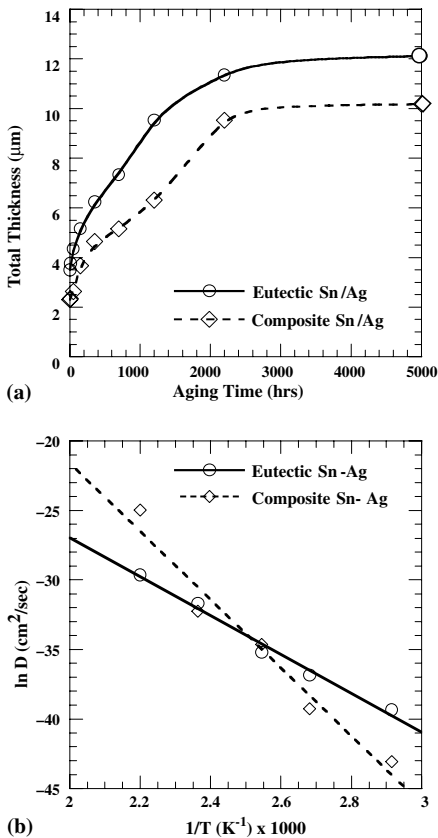 14
12
10
8
6
4
2
0
Total Thickness (µm)
Eutectic Sn/Ag
Composite Sn/Ag
0 1000 2000 3000 4000 5000
Aging Time (hrs)
(a)
-20
-25
-30
-35
-40
-45
ln D (cm²/sec)
Eutectic Sn-Ag
Composite Sn- Ag
2 2.2 2.4 2.6 2.8 3
1/T (K⁻¹) x 1000
(b)